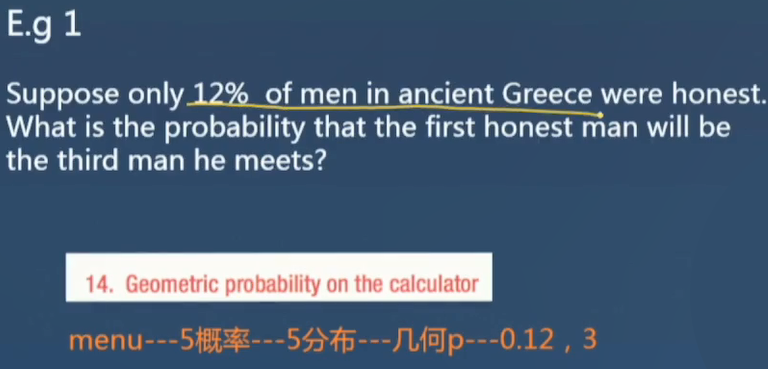 E.g 1
Suppose only 12% of men in ancient Greece were honest.
What is the probability that the first honest man will be
the third man he meets?
14. Geometric probability on the calculator
menu---5概率---5分布---几何p---0.12，3